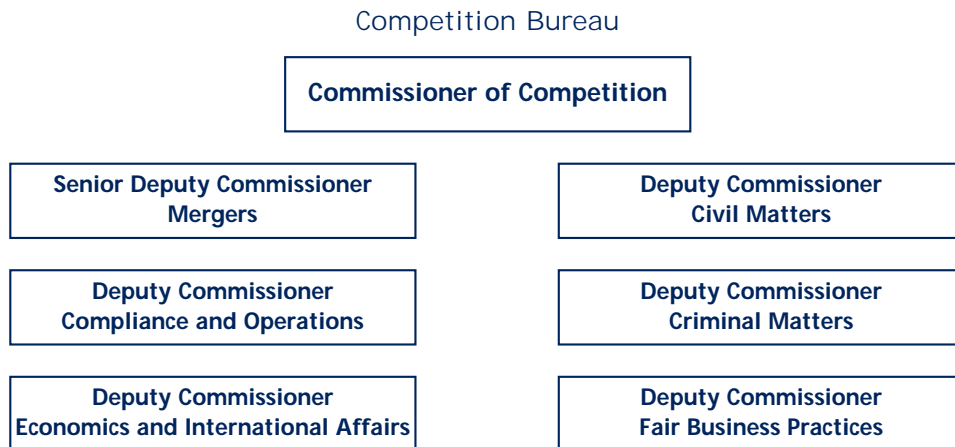 Competition Bureau
Commissioner of Competition
Senior Deputy Commissioner
Mergers
Deputy Commissioner
Civil Matters
Deputy Commissioner
Compliance and Operations
Deputy Commissioner
Criminal Matters
Deputy Commissioner
Economics and International Affairs
Deputy Commissioner
Fair Business Practices